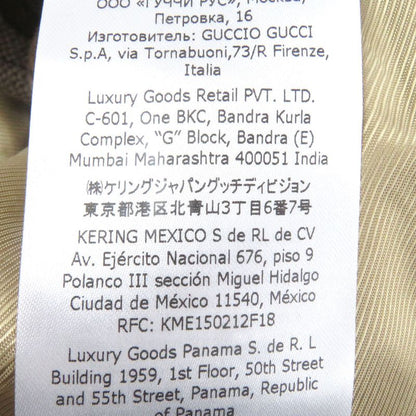 ООО «ГУЧЧИ РУС», Москва,
Петровка, 16
Изготовитель: GUCCIO GUCCI
S.p.A, via Tornabuoni,73/R Firenze,
Italia
Luxury Goods Retail PVT. LTD.
C-601, One BKC, Bandra Kurla
Complex, “G” Block, Bandra (E)
Mumbai Maharashtra 400051 India
㈱ケリングジャパングッチディビジョン
東京都港区北青山3丁目6番7号
KERING MEXICO S de RL de CV
Av. Ejército Nacional 676, piso 9
Polanco III sección Miguel Hidalgo
Ciudad de México 11540, México
RFC: KME150212F18
Luxury Goods Panama S. de R. L
Building 1959, 1st Floor, 50th Street
and 55th Street, Panama, Republic
of Panama